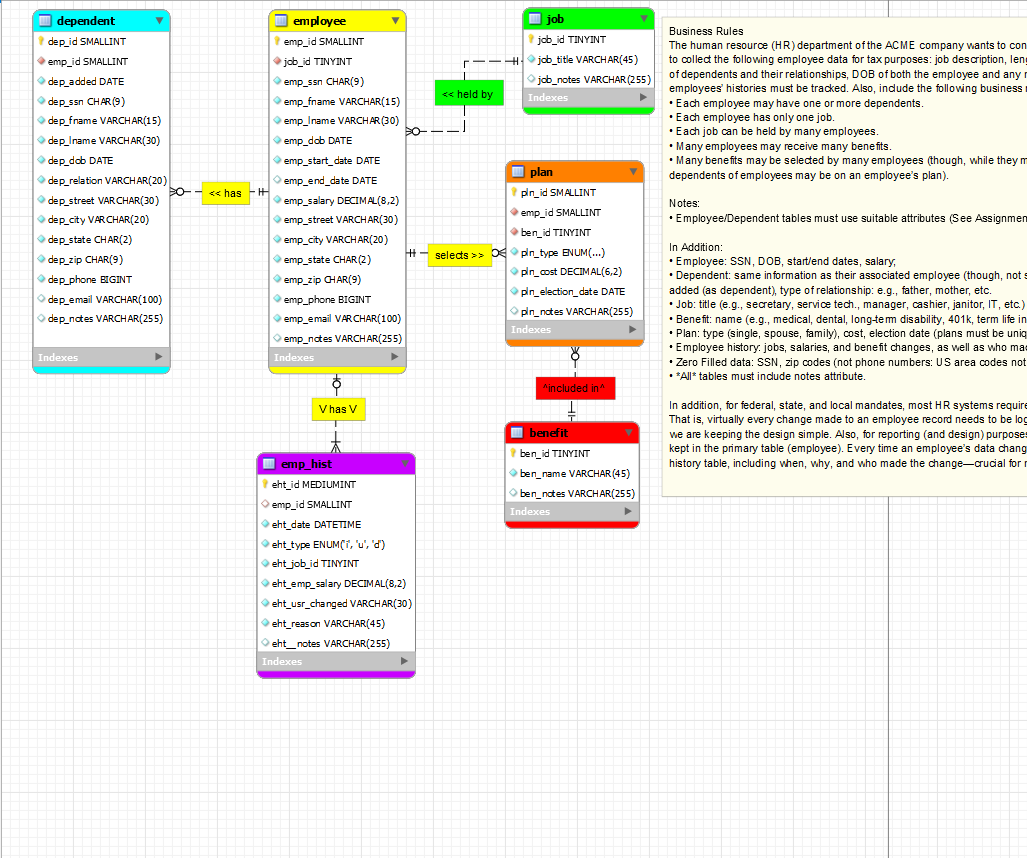 dependent
dep_id SMALLINT
emp_id SMALLINT
dep_added DATE
dep_ssn CHAR(9)
dep_fname VARCHAR(15)
dep_lname VARCHAR(30)
dep_dob DATE
dep_relation VARCHAR(20)
dep_street VARCHAR(30)
dep_city VARCHAR(20)
dep_state CHAR(2)
dep_zip CHAR(9)
dep_phone BIGINT
dep_email VARCHAR(100)
dep_notes VARCHAR(255)
Indexes
<< has
employee
emp_id SMALLINT
job_id TINYINT
emp_ssn CHAR(9)
emp_fname VARCHAR(15)
emp_lname VARCHAR(30)
emp_dob DATE
emp_start_date DATE
emp_end_date DATE
emp_salary DECIMAL(8,2)
emp_street VARCHAR(30)
emp_city VARCHAR(20)
emp_state CHAR(2)
emp_zip CHAR(9)
emp_phone BIGINT
emp_email VARCHAR(100)
emp_notes VARCHAR(255)
Indexes
<< held by
job
job_id TINYINT
job_title VARCHAR(45)
job_notes VARCHAR(255)
Indexes
selects >>
plan
pln_id SMALLINT
emp_id SMALLINT
ben_id TINYINT
pln_type ENUM(...)
pln_cost DECIMAL(6,2)
pln_election_date DATE
pln_notes VARCHAR(255)
Indexes
^included in^
benefit
ben_id TINYINT
ben_name VARCHAR(45)
ben_notes VARCHAR(255)
Indexes
V has V
emp_hist
eht_id MEDIUMINT
emp_id SMALLINT
eht_date DATETIME
eht_type ENUM('i', 'u', 'd')
eht_job_id TINYINT
eht_emp_salary DECIMAL(8,2)
eht_usr_changed VARCHAR(30)
eht_reason VARCHAR(45)
eht__notes VARCHAR(255)
Indexes
Business Rules
The human resource (HR) department of the ACME company wants to con
to collect the following employee data for tax purposes: job description, leng
of dependents and their relationships, DOB of both the employee and any r
employees' histories must be tracked. Also, include the following business r
• Each employee may have one or more dependents.
• Each employee has only one job.
• Each job can be held by many employees.
• Many employees may receive many benefits.
• Many benefits may be selected by many employees (though, while they m
dependents of employees may be on an employee's plan).
Notes:
• Employee/Dependent tables must use suitable attributes (See Assignmen
In Addition:
• Employee: SSN, DOB, start/end dates, salary;
• Dependent: same information as their associated employee (though, not s
added (as dependent), type of relationship: e.g., father, mother, etc.
• Job: title (e.g., secretary, service tech., manager, cashier, janitor, IT, etc.)
• Benefit: name (e.g., medical, dental, long-term disability, 401k, term life in
• Plan: type (single, spouse, family), cost, election date (plans must be uniq
• Employee history: jobs, salaries, and benefit changes, as well as who mad
• Zero Filled data: SSN, zip codes (not phone numbers: US area codes not
• *All* tables must include notes attribute.
In addition, for federal, state, and local mandates, most HR systems require
That is, virtually every change made to an employee record needs to be log
we are keeping the design simple. Also, for reporting (and design) purposes
kept in the primary table (employee). Every time an employee's data chang
history table, including when, why, and who made the change—crucial for r